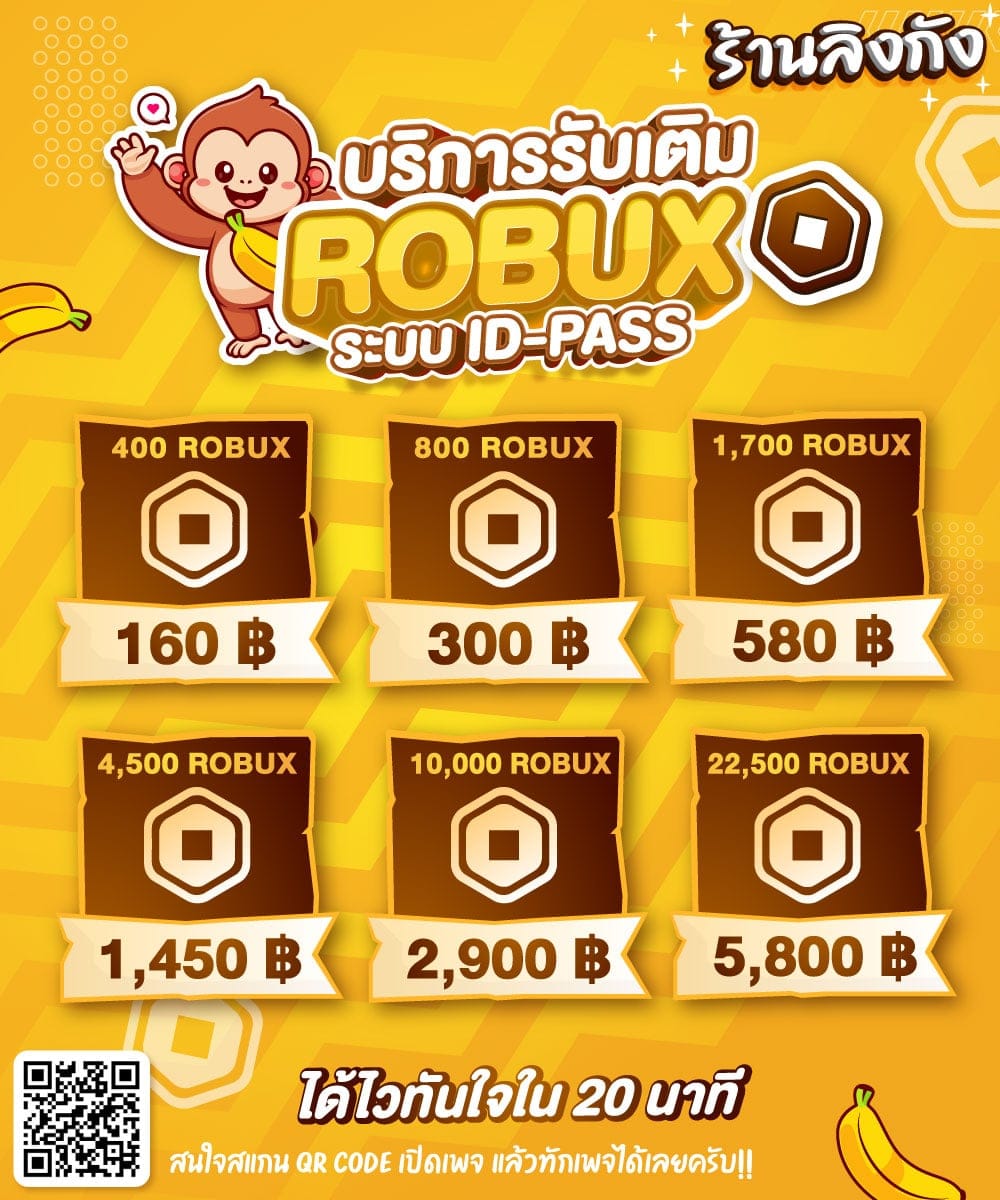 ร้านลิงกัง
บริการรับเติม
ROBUX
ระบบ ID-PASS
400 ROBUX
160 ฿
800 ROBUX
300 ฿
1,700 ROBUX
580 ฿
4,500 ROBUX
1,450 ฿
10,000 ROBUX
2,900 ฿
22,500 ROBUX
5,800 ฿
ได้ไวทันใจใน 20 นาที
สนใจสแกน QR CODE เปิดเพจ แล้วทักเพจได้เลยครับ!!